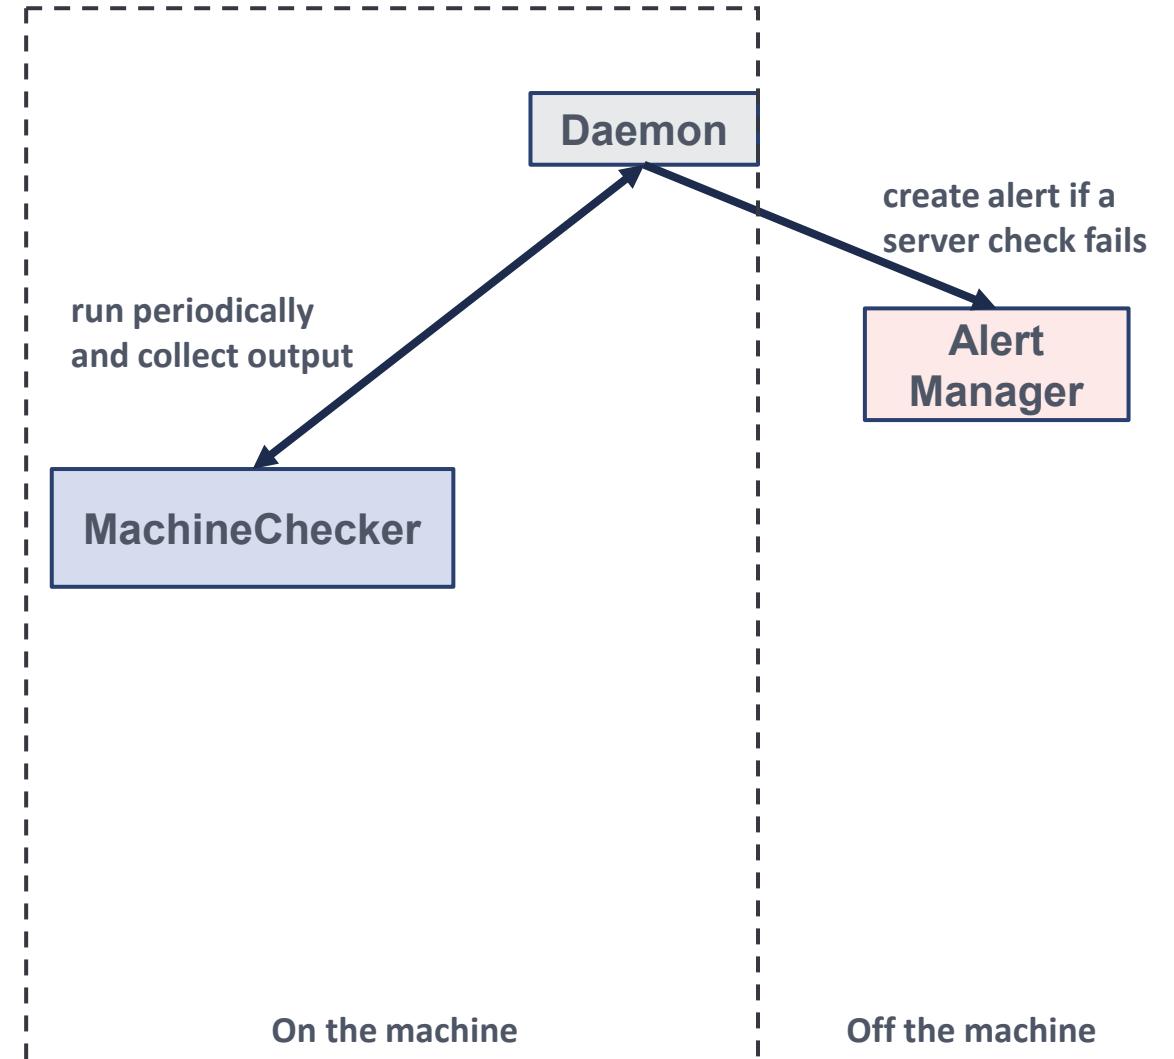 Daemon
create alert if a
server check fails
run periodically
and collect output
Alert
Manager
MachineChecker
On the machine
Off the machine